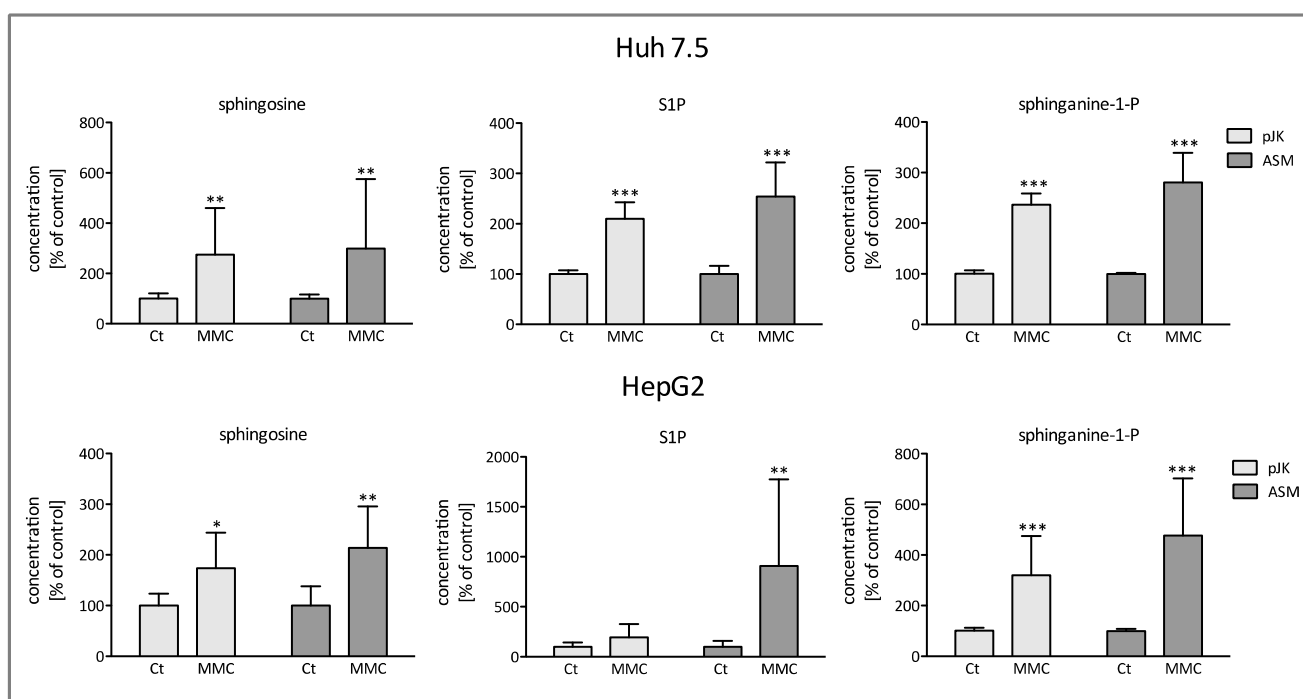 Huh 7.5
sphingosine
S1P
sphinganine-1-P
concentration
[% of control]
800
600
400
200
0
**
**
Ct MMC Ct MMC
concentration
[% of control]
400
300
200
100
0
***
***
Ct MMC Ct MMC
concentration
[% of control]
400
300
200
100
0
***
***
Ct MMC Ct MMC
pJK
ASM
HepG2
sphingosine
S1P
sphinganine-1-P
concentration
[% of control]
400
300
200
100
0
*
**
Ct MMC Ct MMC
concentration
[% of control]
2000
1500
1000
500
0
**
Ct MMC Ct MMC
concentration
[% of control]
800
600
400
200
0
***
***
Ct MMC Ct MMC
pJK
ASM